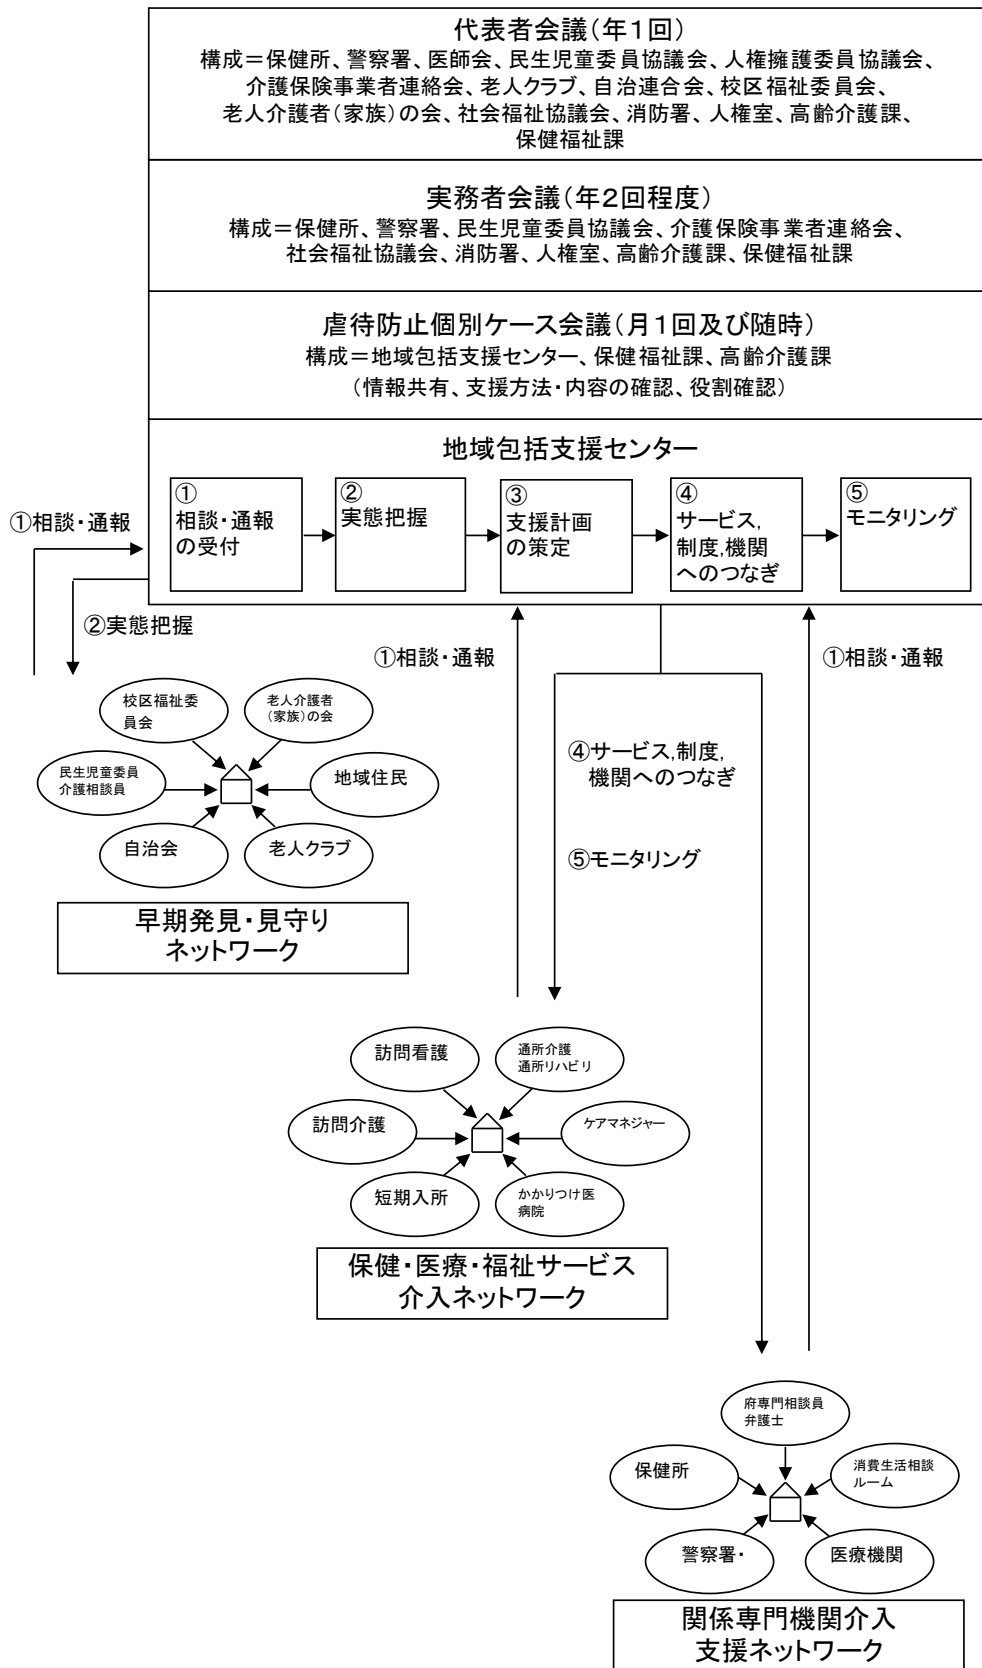 代表者会議(年1回)
構成＝保健所、警察署、医師会、民生児童委員協議会、人権擁護委員協議会、
介護保険事業者連絡会、老人クラブ、自治連合会、校区福祉委員会、
老人介護者(家族)の会、社会福祉協議会、消防署、人権室、高齢介護課、
保健福祉課
実務者会議(年2回程度)
構成＝保健所、警察署、民生児童委員協議会、介護保険事業者連絡会、
社会福祉協議会、消防署、人権室、高齢介護課、保健福祉課
虐待防止個別ケース会議(月1回及び随時)
構成＝地域包括支援センター、保健福祉課、高齢介護課
(情報共有、支援方法・内容の確認、役割確認)
地域包括支援センター
①
相談・通報
の受付
②
実態把握
③
支援計画
の策定
④
サービス,
制度,機関
へのつなぎ
⑤
モニタリング
①相談・通報
②実態把握
①相談・通報
①相談・通報
校区福祉委
員会
老人介護者
(家族)の会
民生児童委員
介護相談員
地域住民
自治会
老人クラブ
早期発見・見守り
ネットワーク
④サービス,制度,
機関へのつなぎ
⑤モニタリング
訪問看護
通所介護
通所リハビリ
訪問介護
ケアマネジャー
短期入所
かかりつけ医
病院
保健・医療・福祉サービス
介入ネットワーク
府専門相談員
弁護士
保健所
消費生活相談
ルーム
警察署・
医療機関
関係専門機関介入
支援ネットワーク